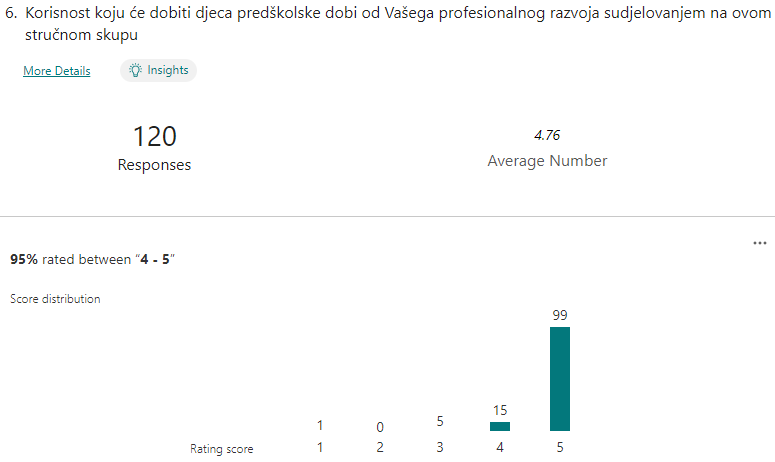 6. Korisnost koju će dobiti djeca predškolske dobi od Vašega profesionalnog razvoja sudjelovanjem na ovom
stručnom skupu
More Details
Insights
120
Responses
4.76
Average Number
...
95% rated between “4 - 5”
Score distribution
1 0 5 15 99
Rating score 1 2 3 4 5